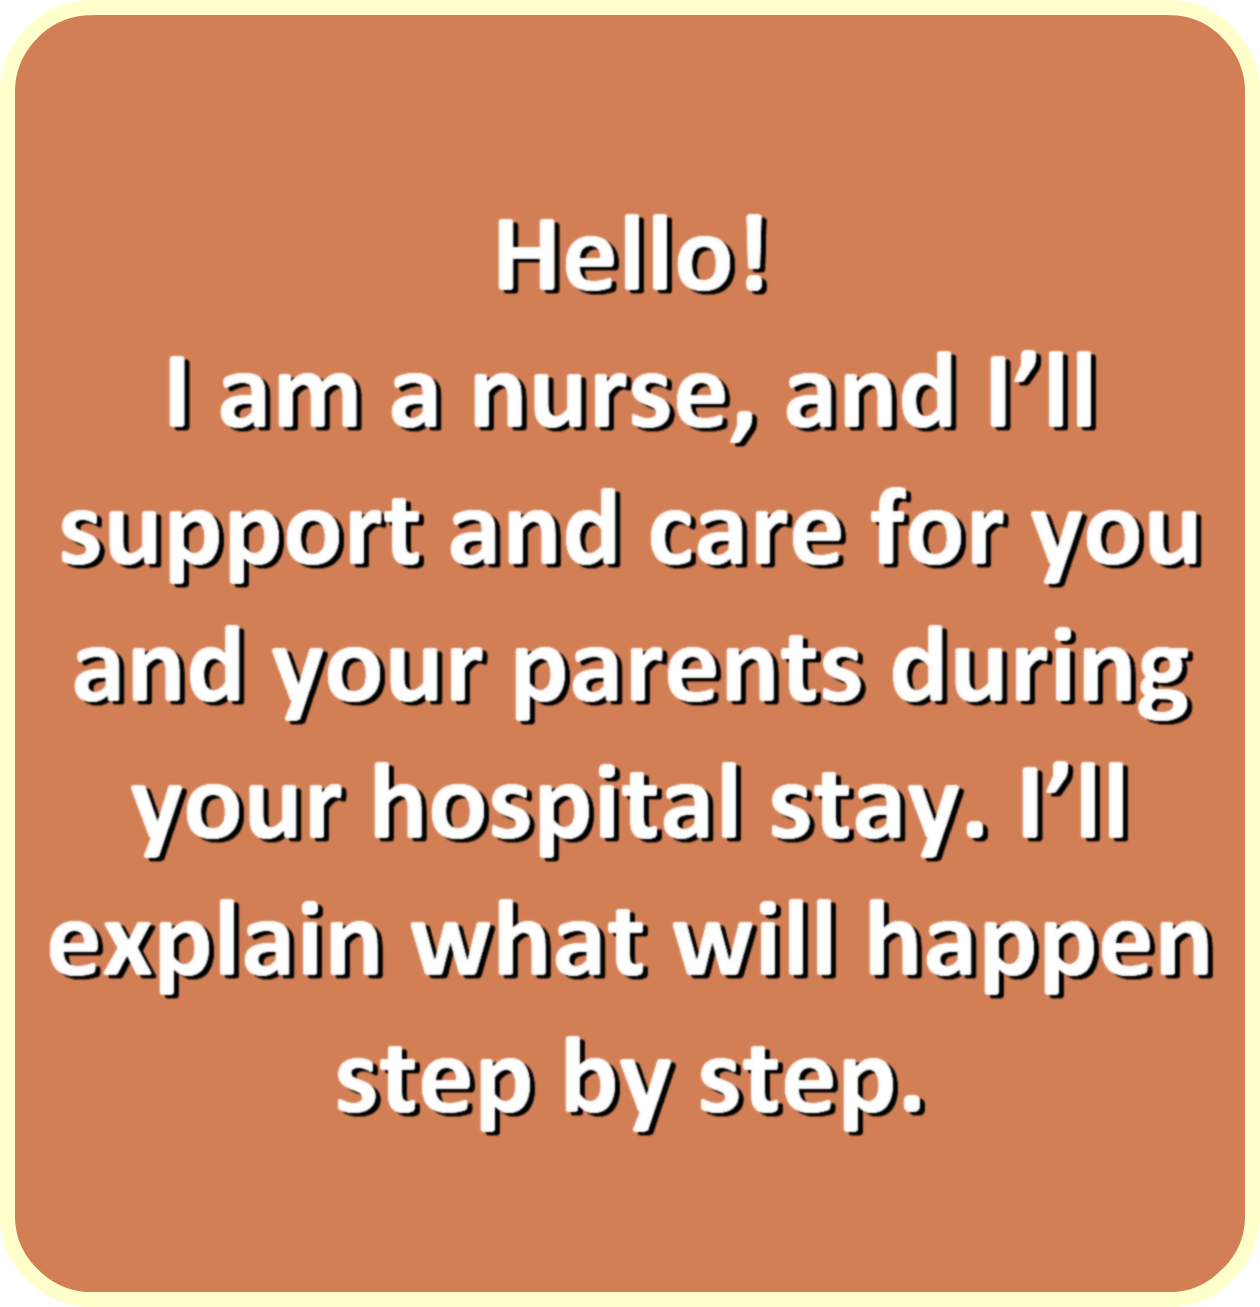 Hello!
I am a nurse, and I’ll
support and care for you
and your parents during
your hospital stay. I’ll
explain what will happen
step by step.